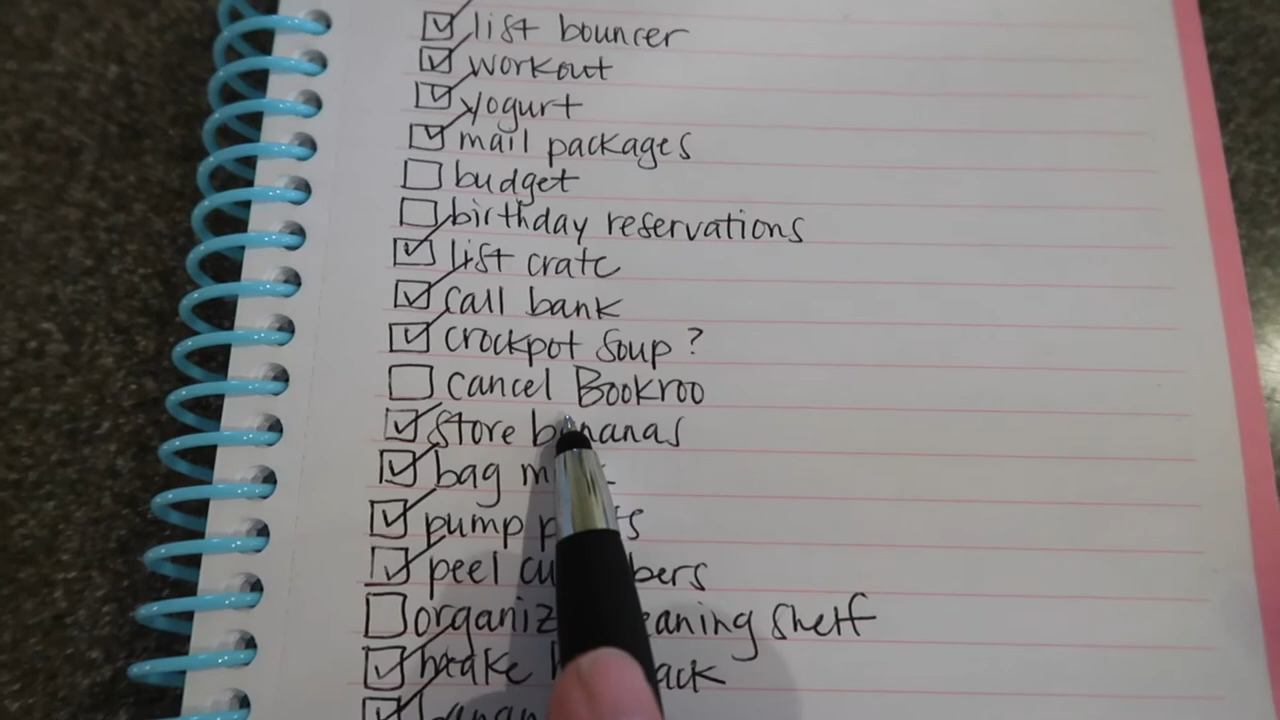 list bouncer
workout
yogurt
mail packages
budget
birthday reservations
list crate
call bank
crockpot soup?
cancel Bookroo
store bananas
bag
pump
peel
organize shelf